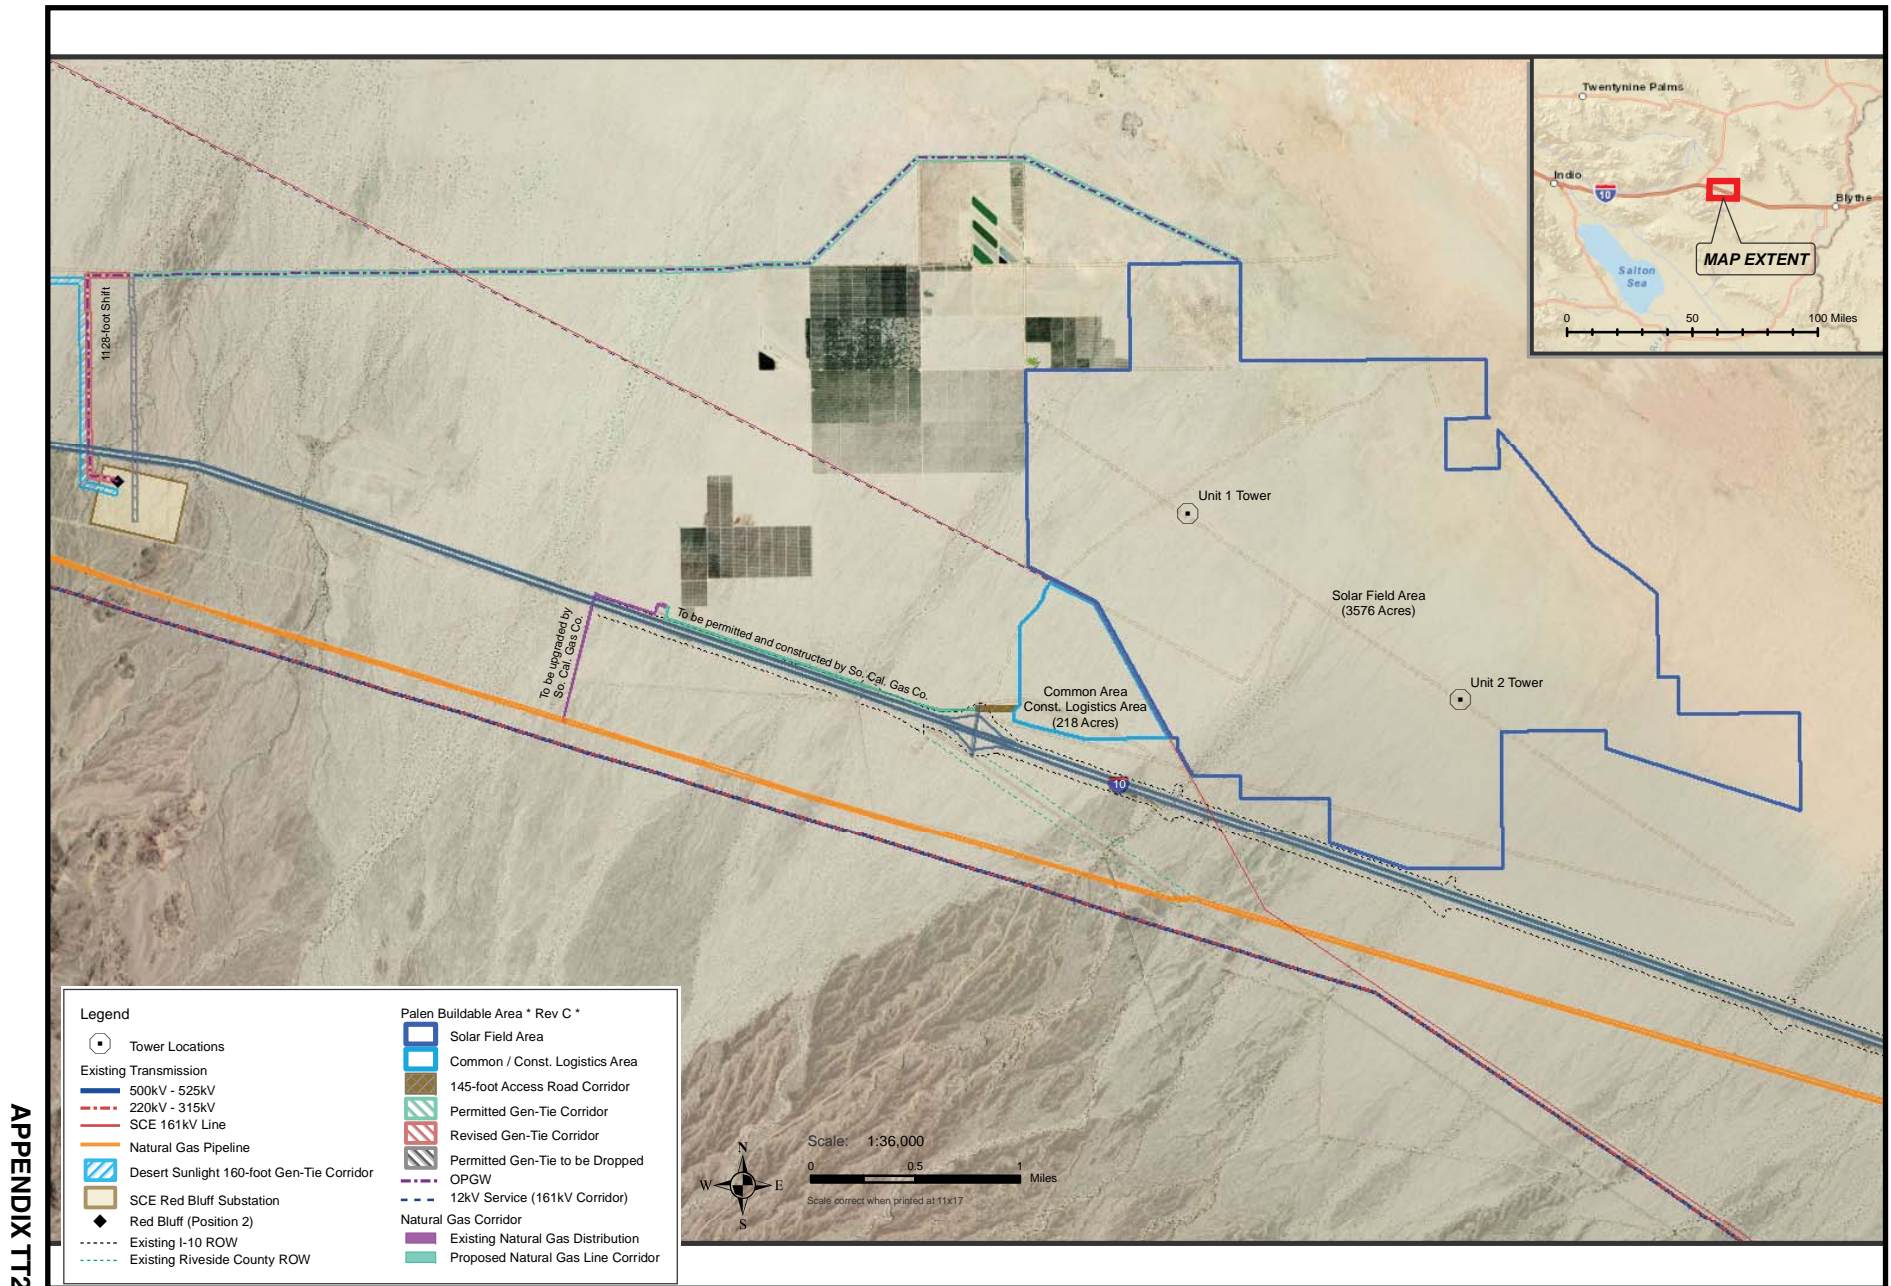 Twentynine Palms
Indio
10
Blythe
MAP EXTENT
Salton
Sea
0 50 100 Miles
1128-foot Shift
Unit 1 Tower
Solar Field Area
(3576 Acres)
Unit 2 Tower
To be upgraded by
So. Cal. Gas Co.
To be permitted and constructed by So. Cal. Gas Co.
Common Area
Const. Logistics Area
(218 Acres)
10
Legend
Tower Locations
Existing Transmission
500kV - 525kV
220kV - 315kV
SCE 161kV Line
Natural Gas Pipeline
Desert Sunlight 160-foot Gen-Tie Corridor
SCE Red Bluff Substation
Red Bluff (Position 2)
Existing I-10 ROW
Existing Riveside County ROW
Palen Buildable Area * Rev C *
Solar Field Area
Common / Const. Logistics Area
145-foot Access Road Corridor
Permitted Gen-Tie Corridor
Revised Gen-Tie Corridor
Permitted Gen-Tie to be Dropped
OPGW
12kV Service (161kV Corridor)
Natural Gas Corridor
Existing Natural Gas Distribution
Proposed Natural Gas Line Corridor
N
W E
S
Scale: 1:36,000
0 0.5 1
Miles
Scale correct when printed at 11x17
APPENDIX TT2